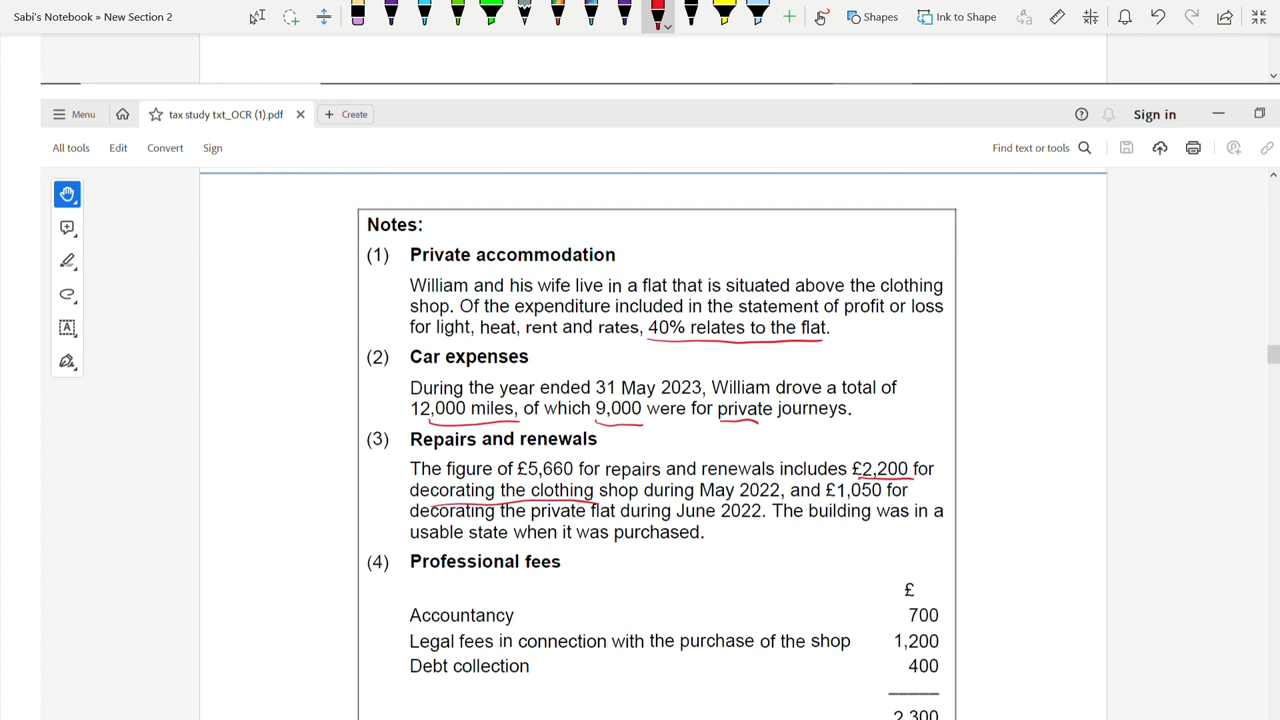 Sabi's Notebook » New Section 2
Shapes
Ink to Shape
Menu
tax study txt_OCR (1).pdf
Create
Sign in
All tools
Edit
Convert
Sign
Find text or tools
Notes:
(1) Private accommodation
William and his wife live in a flat that is situated above the clothing
shop. Of the expenditure included in the statement of profit or loss
for light, heat, rent and rates, 40% relates to the flat.
(2) Car expenses
During the year ended 31 May 2023, William drove a total of
12,000 miles, of which 9,000 were for private journeys.
(3) Repairs and renewals
The figure of £5,660 for repairs and renewals includes £2,200 for
decorating the clothing shop during May 2022, and £1,050 for
decorating the private flat during June 2022. The building was in a
usable state when it was purchased.
(4) Professional fees
£
Accountancy 700
Legal fees in connection with the purchase of the shop 1,200
Debt collection 400
2,300